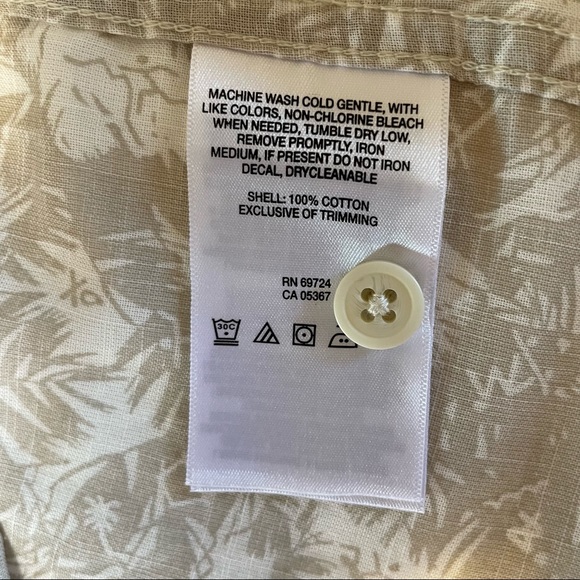 MACHINE WASH COLD GENTLE, WITH
LIKE COLORS, NON-CHLORINE BLEACH
WHEN NEEDED, TUMBLE DRY LOW,
REMOVE PROMPTLY, IRON
MEDIUM, IF PRESENT DO NOT IRON
DECAL, DRYCLEANABLE
SHELL: 100% COTTON
EXCLUSIVE OF TRIMMING
RN 69724
CA 05367
30C